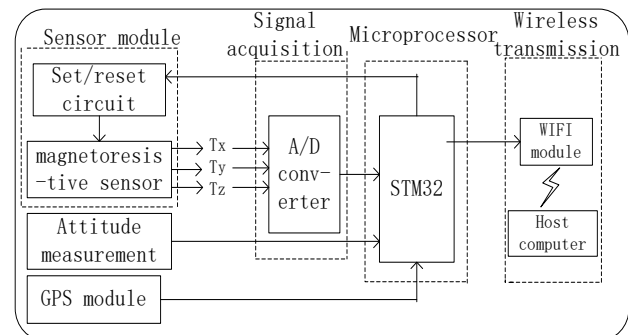 Sensor module
Signal
acquisition
Microprocessor
Wireless
transmission
Set/reset
circuit
magnetoresis
-tive sensor
Tx
Ty
Tz
A/D
conv-
erter
STM32
WIFI
module
Host
computer
Attitude
measurement
GPS module